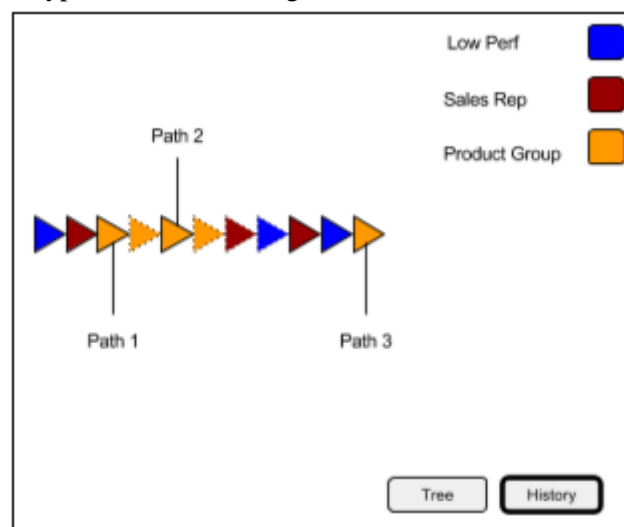 Low Perf
Sales Rep
Product Group
Path 2
Path 1
Path 3
Tree
History